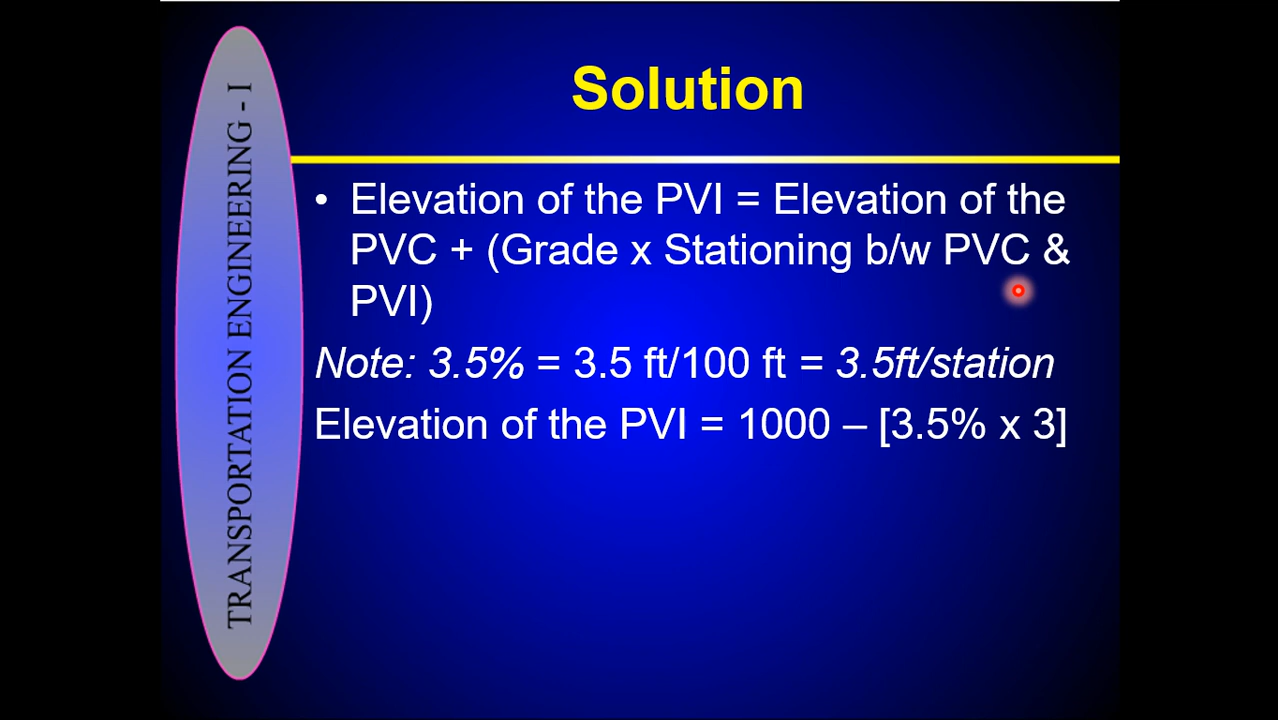 TRANSPORTATION ENGINEERING - I
Solution
• Elevation of the PVI = Elevation of the
PVC + (Grade x Stationing b/w PVC &
PVI)
Note: 3.5% = 3.5 ft/100 ft = 3.5ft/station
Elevation of the PVI = 1000 – [3.5% x 3]